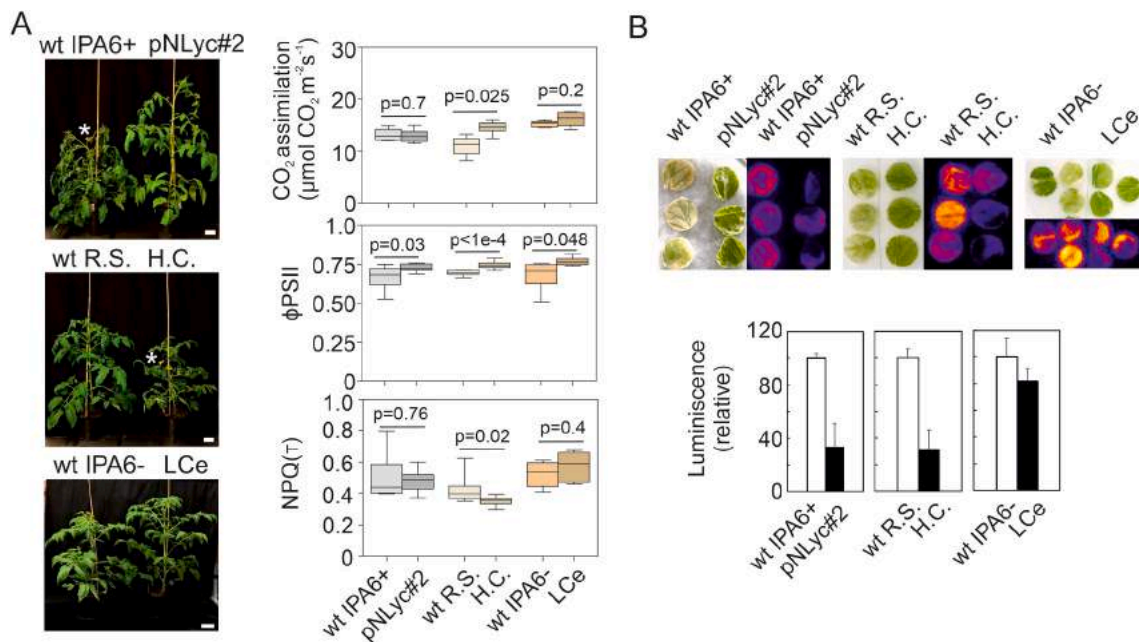 A
wt IPA6+ pNLyc#2
*
wt R.S. H.C.
*
wt IPA6- LCe
CO2 assimilation
(μmol CO2 m-2s-1)
30
20
10
0
p=0.7
p=0.025
p=0.2
ϕPSII
1.00
0.75
0.50
0.25
0
p=0.03
p<1e-4
p=0.048
NPQ(τ)
1.0
0.8
0.6
0.4
0.2
0
p=0.76
p=0.02
p=0.4
wt IPA6+
pNLyc#2
wt R.S.
H.C.
wt IPA6-
LCe
B
wt IPA6+
pNLyc#2
wt IPA6+
pNLyc#2
wt R.S.
H.C.
wt R.S.
H.C.
wt IPA6-
LCe
Luminiscence
(relative)
120
80
40
0
wt IPA6+
pNLyc#2
wt R.S.
H.C.
wt IPA6-
LCe